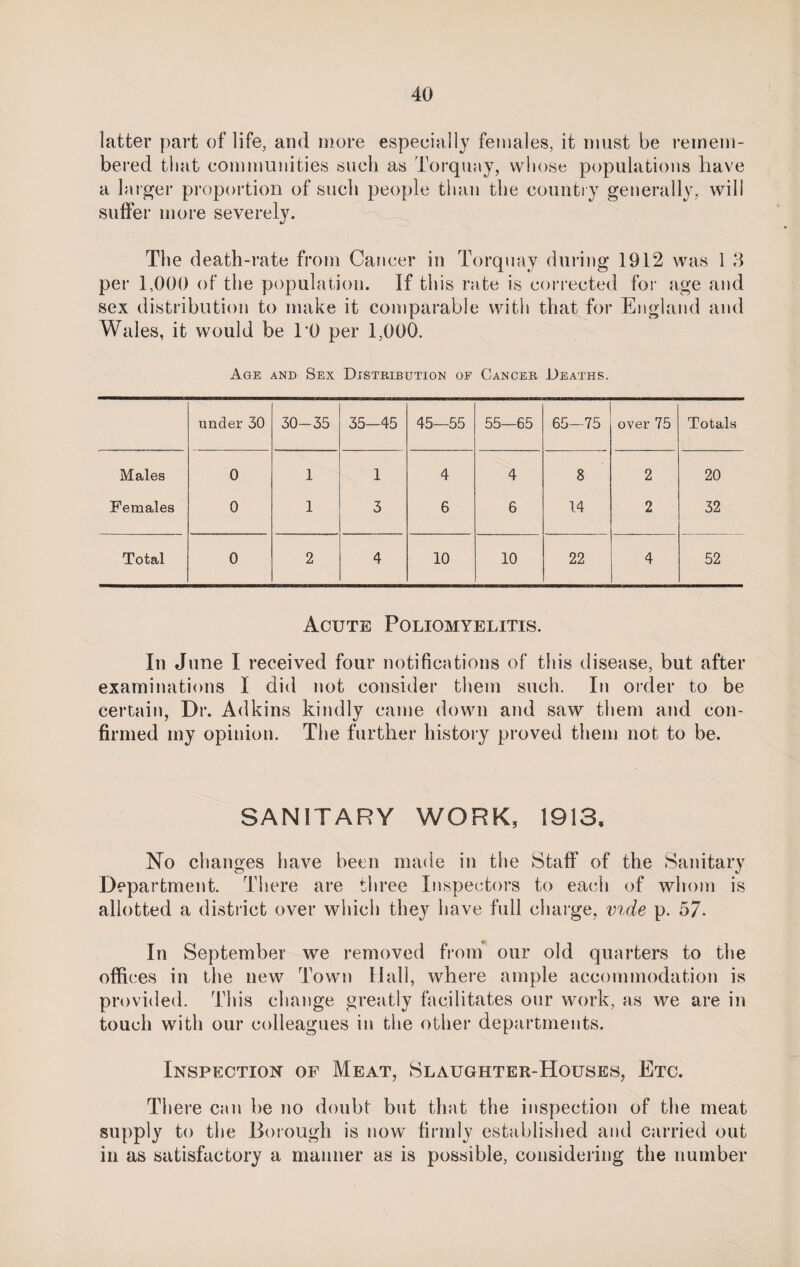 40
latter part of life, and more especially females, it must be remem-
bered that communities such as Torquay, whose populations have
a larger proportion of such people than the country generally, will
suffer more severely.
The death-rate from Cancer in Torquay during 1912 was 1 3
per 1,000 of the population. If this rate is corrected for age and
sex distribution to make it comparable with that for England and
Wales, it would be 1·0 per 1,000.
Age and Sex Distribution of Cancer Deaths.
under 30 30—35 35—45 45—55 55—65 65—75 over 75 Totals
Males 0 1 1 4 4 8 2 20
Females 0 1 3 6 6 14 2 32
Total 0 2 4 10 10 22 4 52
Acute Poliomyelitis.
In June I received four notifications of this disease, but after
examinations I did not consider them such. In order to be
certain, Dr. Adkins kindly came down and saw them and con-
firmed my opinion. The further history proved them not to be.
SANITARY WORK, 1913.
No changes have been made in the Staff of the Sanitary
Department. There are three Inspectors to each of whom is
allotted a district over which they have full charge, vide p. 57.
In September we removed from our old quarters to the
offices in the new Town Hall, where ample accommodation is
provided. This change greatly facilitates our work, as we are in
touch with our colleagues in the other departments.
Inspection of Meat, Slaughter-Houses, Etc.
There can be no doubt but that the inspection of the meat
supply to the Borough is now firmly established and carried out
in as satisfactory a manner as is possible, considering the number